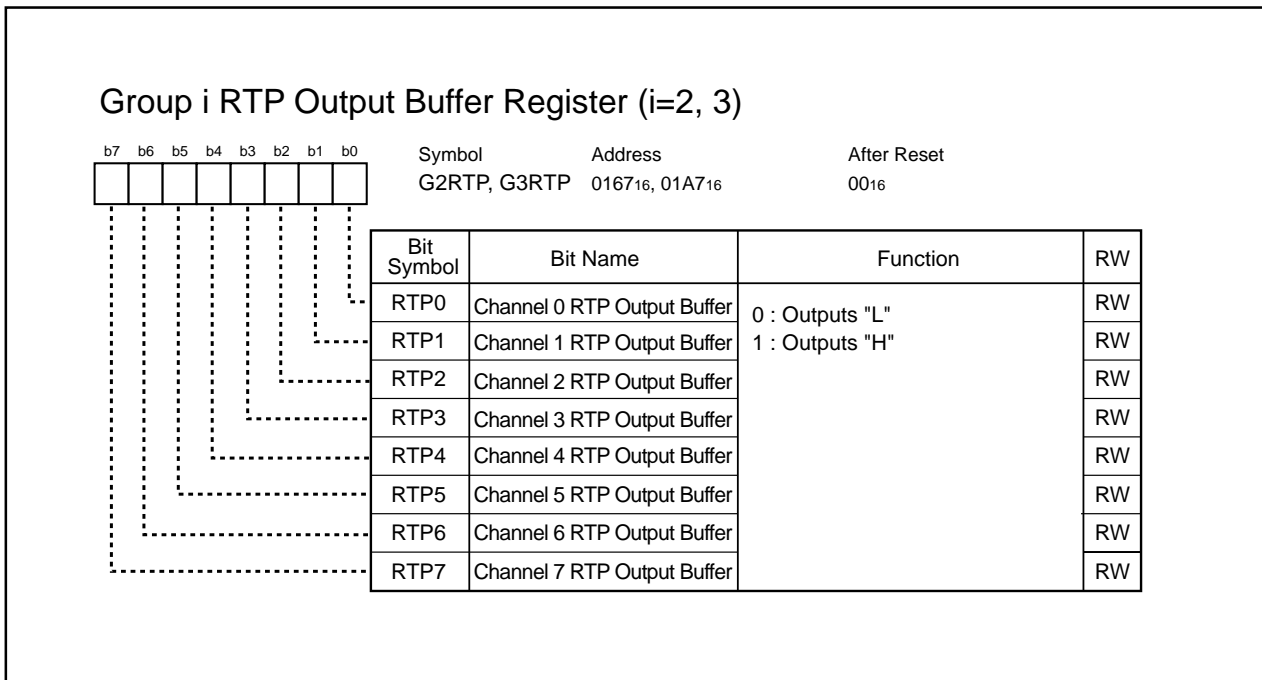 Group i RTP Output Buffer Register (i=2, 3)
b7 b6 b5 b4 b3 b2 b1 b0
Symbol Address After Reset
G2RTP, G3RTP 016716, 01A716 0016
Bit Symbol Bit Name Function RW
RTP0 Channel 0 RTP Output Buffer 0 : Outputs "L" RW
RTP1 Channel 1 RTP Output Buffer 1 : Outputs "H" RW
RTP2 Channel 2 RTP Output Buffer RW
RTP3 Channel 3 RTP Output Buffer RW
RTP4 Channel 4 RTP Output Buffer RW
RTP5 Channel 5 RTP Output Buffer RW
RTP6 Channel 6 RTP Output Buffer RW
RTP7 Channel 7 RTP Output Buffer RW